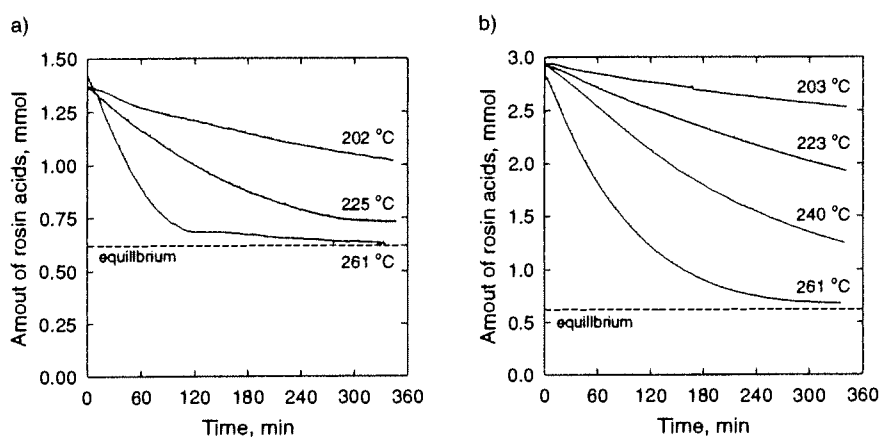 a)
Amout of rosin acids, mmol
1.50
1.25
1.00
0.75
0.50
0.25
0.00
202 °C
225 °C
261 °C
equilibrium
0 60 120 180 240 300 360
Time, min
b)
Amout of rosin acids, mmol
3.0
2.5
2.0
1.5
1.0
0.5
0.0
203 °C
223 °C
240 °C
261 °C
equilibrium
0 60 120 180 240 300 360
Time, min